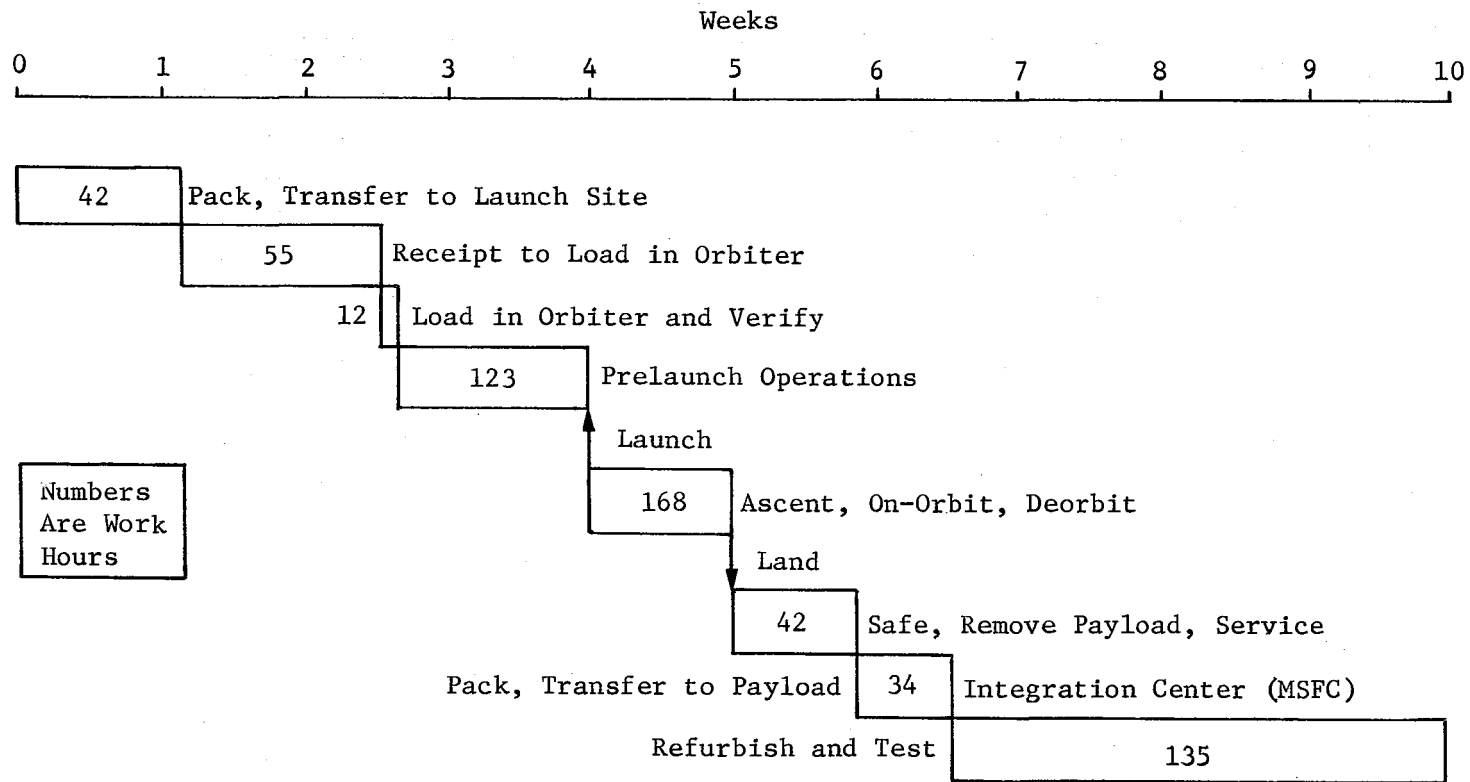 Weeks
0 1 2 3 4 5 6 7 8 9 10
42 Pack, Transfer to Launch Site
55 Receipt to Load in Orbiter
12 Load in Orbiter and Verify
123 Prelaunch Operations
Launch
Numbers
Are Work
Hours
168 Ascent, On-Orbit, Deorbit
Land
42 Safe, Remove Payload, Service
Pack, Transfer to Payload 34 Integration Center (MSFC)
Refurbish and Test 135